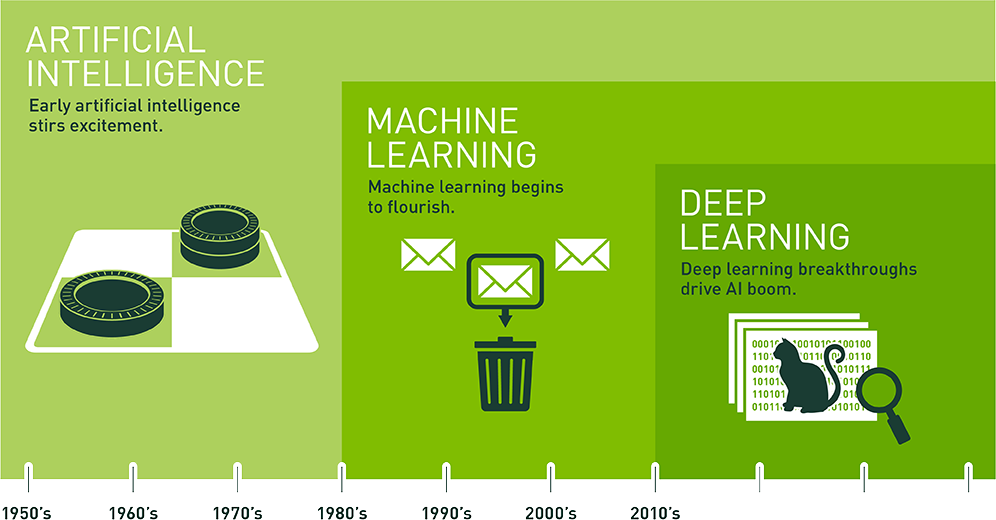 ARTIFICIAL
INTELLIGENCE
Early artificial intelligence
stirs excitement.
MACHINE
LEARNING
Machine learning begins
to flourish.
DEEP
LEARNING
Deep learning breakthroughs
drive AI boom.
1950's
1960's
1970's
1980's
1990's
2000's
2010's